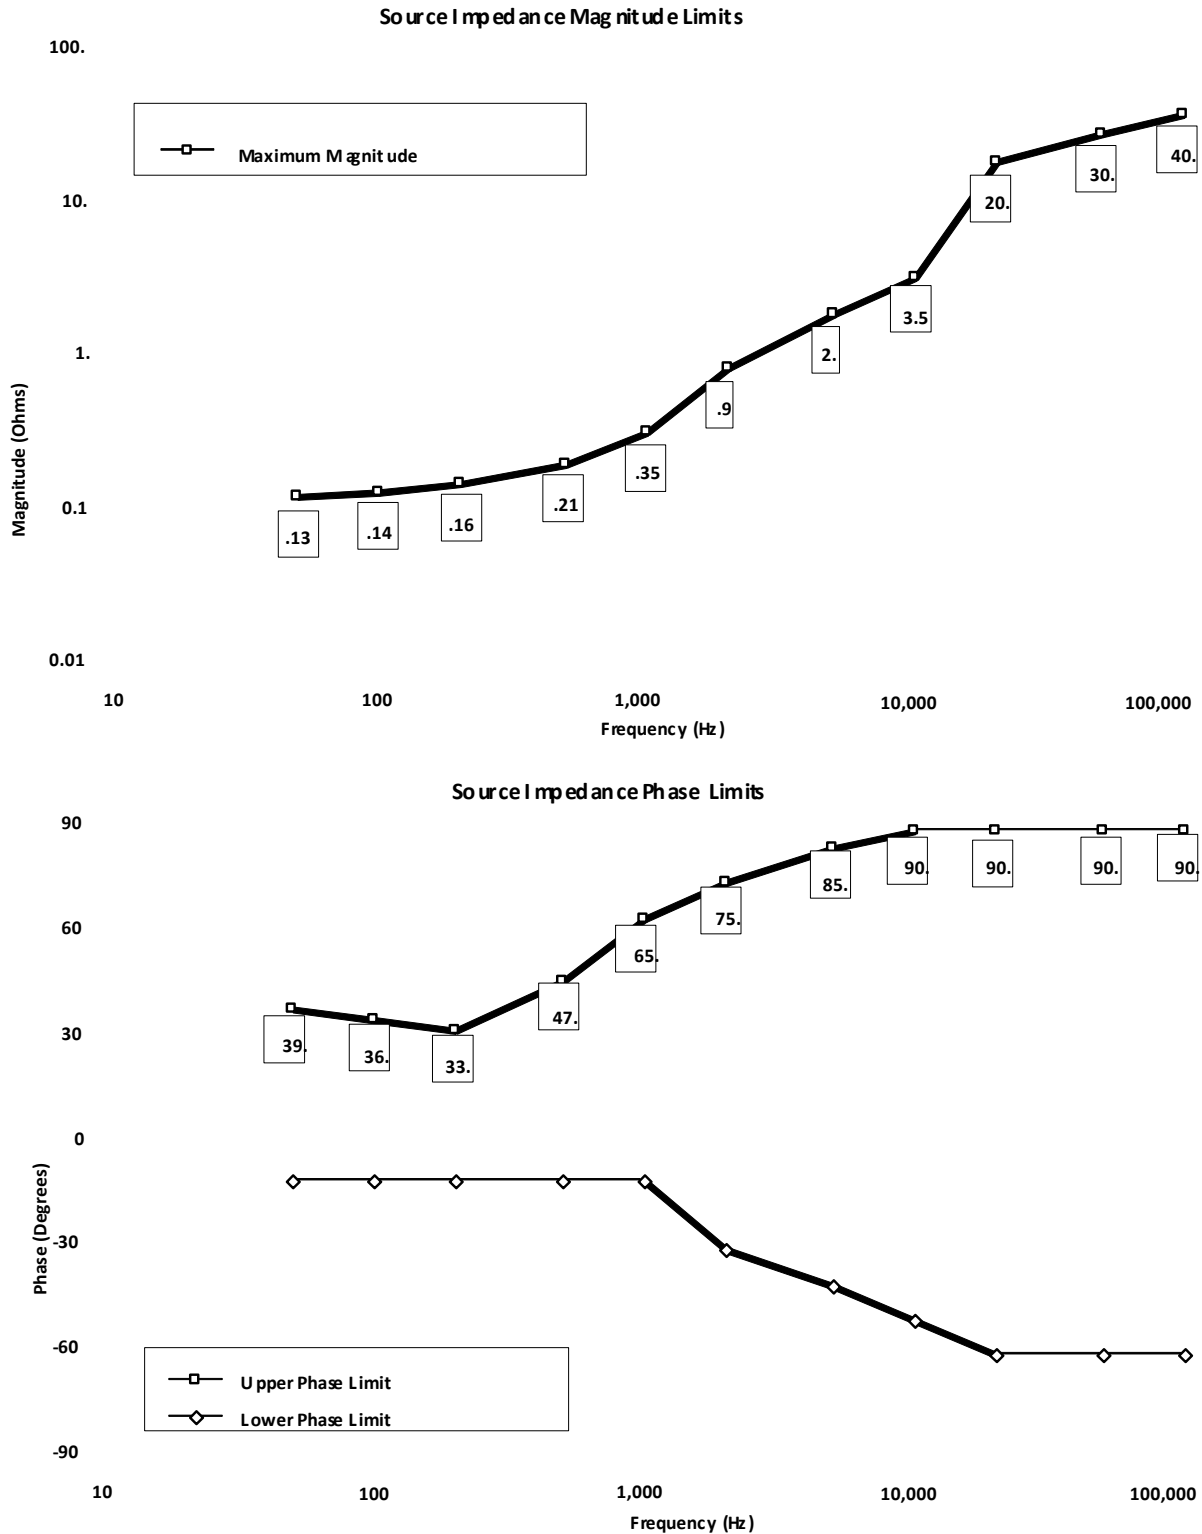 Source Impedance Magnitude Limits
100.
Maximum Magnitude
40.
30.
10.
20.
3.5
1.
2.
.9
Magnitude (Ohms)
.35
0.1
.21
.16
.14
.13
0.01
10 100 1,000 10,000 100,000
Frequency (Hz)
Source Impedance Phase Limits
90
90. 90. 90. 90.
85.
75.
60
65.
47.
30
39.
36.
33.
0
Phase (Degrees)
-30
-60
Upper Phase Limit
Lower Phase Limit
-90
10 100 1,000 10,000 100,000
Frequency (Hz)